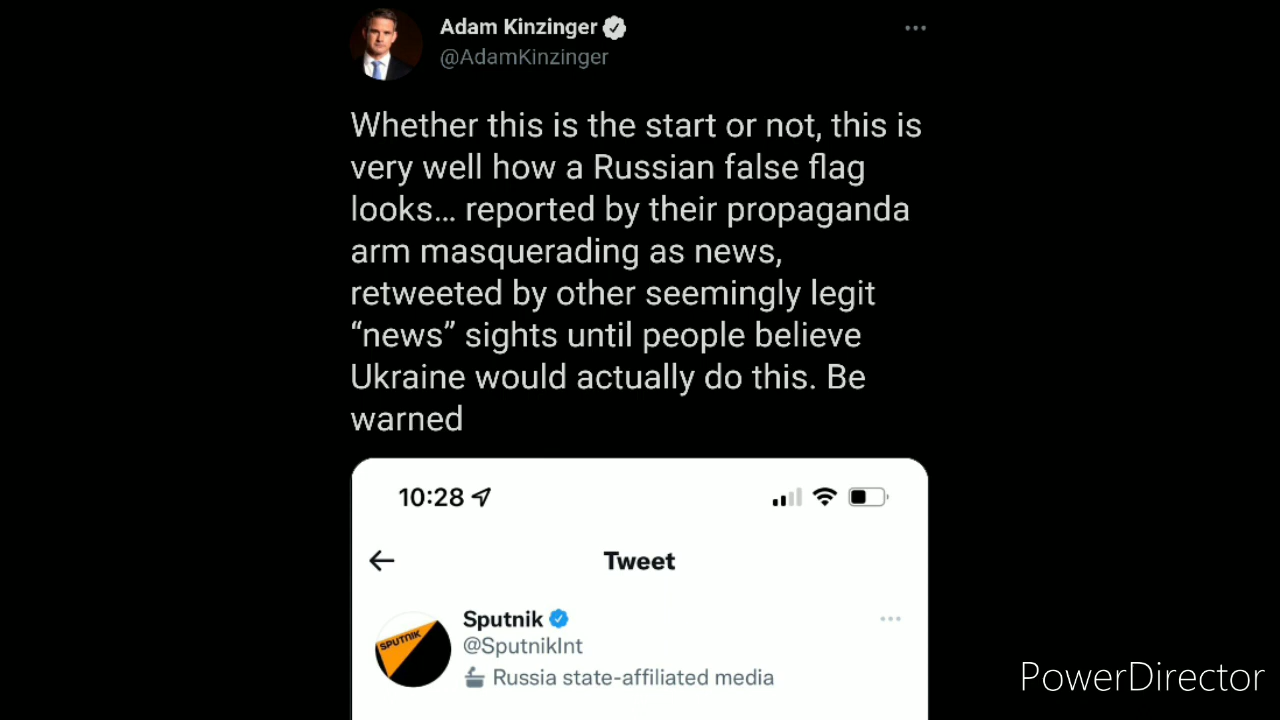 Adam Kinzinger
@AdamKinzinger
Whether this is the start or not, this is
very well how a Russian false flag
looks... reported by their propaganda
arm masquerading as news,
retweeted by other seemingly legit
“news” sights until people believe
Ukraine would actually do this. Be
warned
10:28
Tweet
Sputnik
SPUTNIK
@SputnikInt
Russia state-affiliated media
PowerDirector